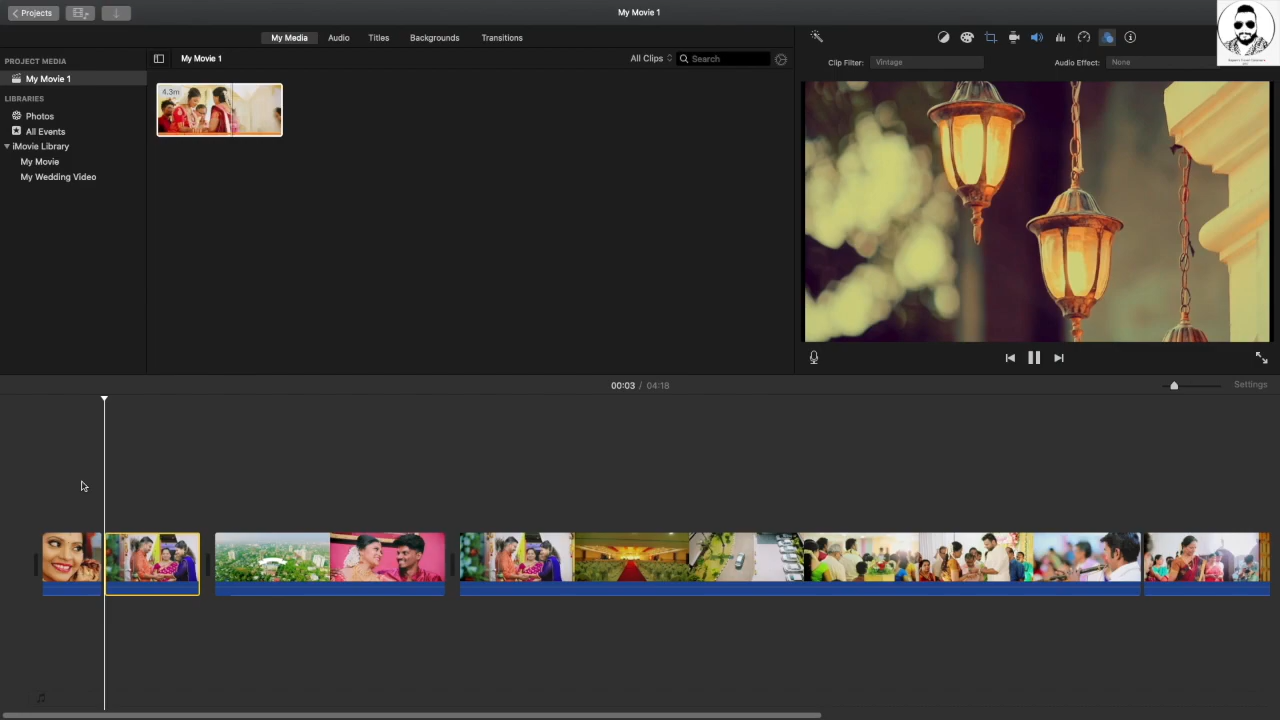 Projects
My Movie 1
My Media
Audio
Titles
Backgrounds
Transitions
PROJECT MEDIA
My Movie 1
LIBRARIES
Photos
All Events
iMovie Library
My Movie
My Wedding Video
My Movie 1
All Clips
Search
4.3m
Clip Filter:
Vintage
Audio Effect:
None
00:03 / 04:18
Settings